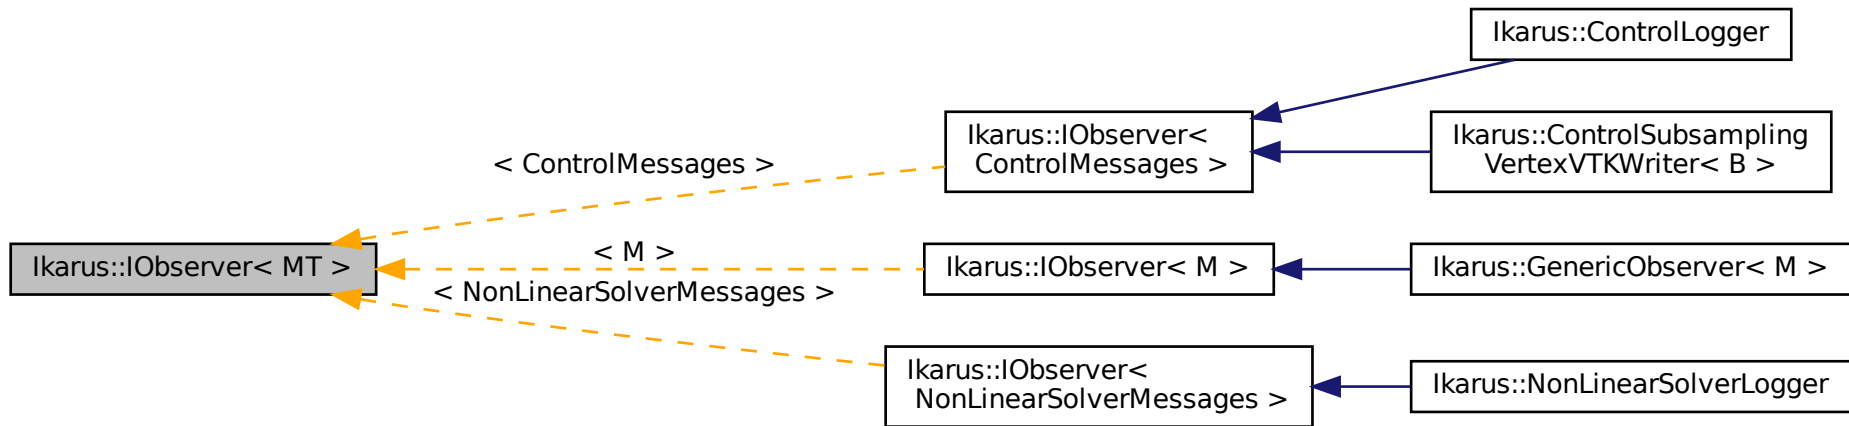 Ikarus::ControlLogger
Ikarus::IObserver<
ControlMessages >
Ikarus::ControlSubsampling
VertexVTKWriter< B >
< ControlMessages >
Ikarus::IObserver< MT >
< M >
Ikarus::IObserver< M >
Ikarus::GenericObserver< M >
< NonLinearSolverMessages >
Ikarus::IObserver<
NonLinearSolverMessages >
Ikarus::NonLinearSolverLogger